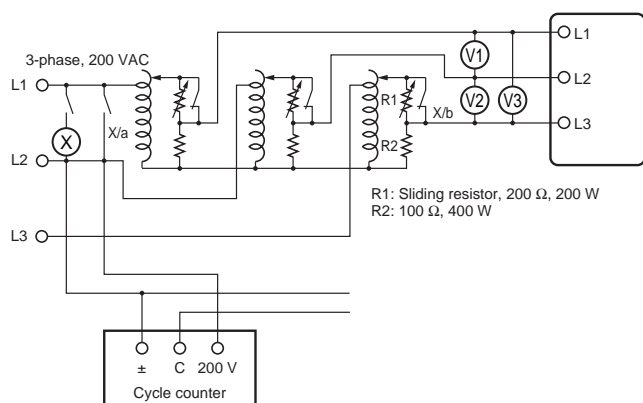 3-phase, 200 VAC
L1
L2
L3
X
X/a
R1
R2
X/b
V1
V2
V3
L1
L2
L3
R1: Sliding resistor, 200 Ω, 200 W
R2: 100 Ω, 400 W
± C 200 V
Cycle counter